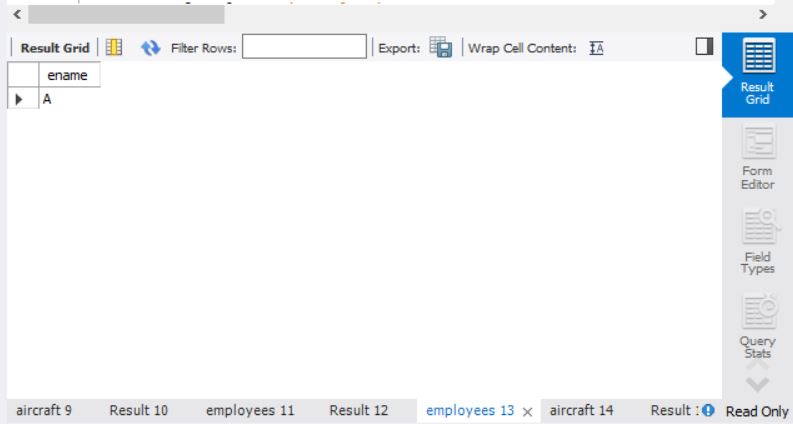 Result Grid Filter Rows: Export: Wrap Cell Content: IA
ename
A
Result
Grid
Form
Editor
Field
Types
Query
Stats
aircraft 9 Result 10 employees 11 Result 12 employees 13 × aircraft 14 Result Read Only